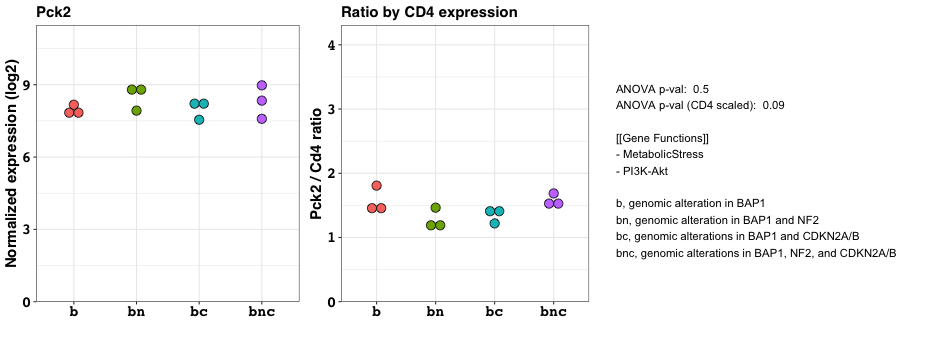 Pck2
Normalized expression (log2)
9
6
3
0
b
bn
bc
bnc
Ratio by CD4 expression
Pck2 / Cd4 ratio
4
3
2
1
0
b
bn
bc
bnc
ANOVA p-val:  0.5
ANOVA p-val (CD4 scaled):  0.09
[[Gene Functions]]
- MetabolicStress
- PI3K-Akt
b, genomic alteration in BAP1
bn, genomic alteration in BAP1 and NF2
bc, genomic alterations in BAP1 and CDKN2A/B
bnc, genomic alterations in BAP1, NF2, and CDKN2A/B